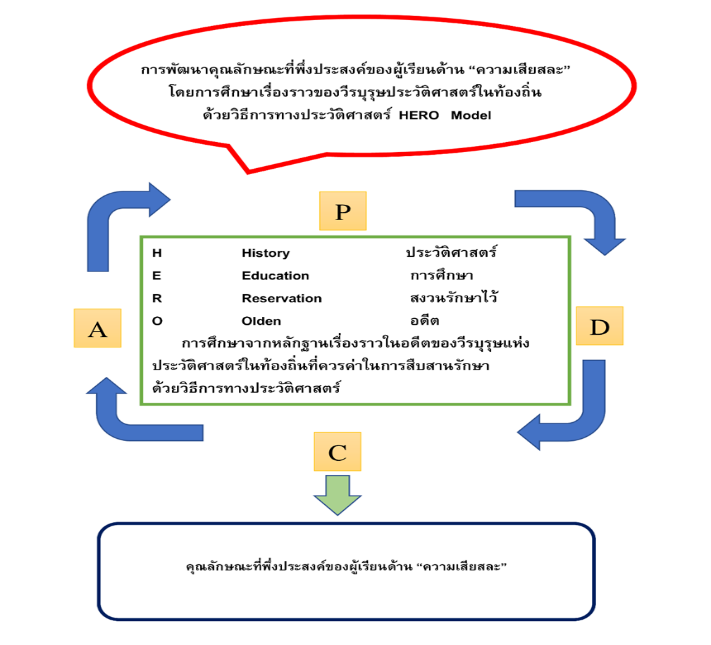 การพัฒนาคุณลักษณะที่พึ่งประสงค์ของผู้เรียนด้าน “ความเสียสละ”
โดยการศึกษาเรื่องราวของวีรบุรุษประวัติศาสตร์ในท้องถิ่น
ด้วยวิธีการทางประวัติศาสตร์ HERO Model
P
H History ประวัติศาสตร์
E Education การศึกษา
R Reservation สงวนรักษาไว้
O Olden อดีต
การศึกษาจากหลักฐานเรื่องราวในอดีตของวีรบุรุษแห่ง
ประวัติศาสตร์ในท้องถิ่นที่ควรค่าในการสืบสานรักษา
ด้วยวิธีการทางประวัติศาสตร์
A
D
C
คุณลักษณะที่พึ่งประสงค์ของผู้เรียนด้าน “ความเสียสละ”